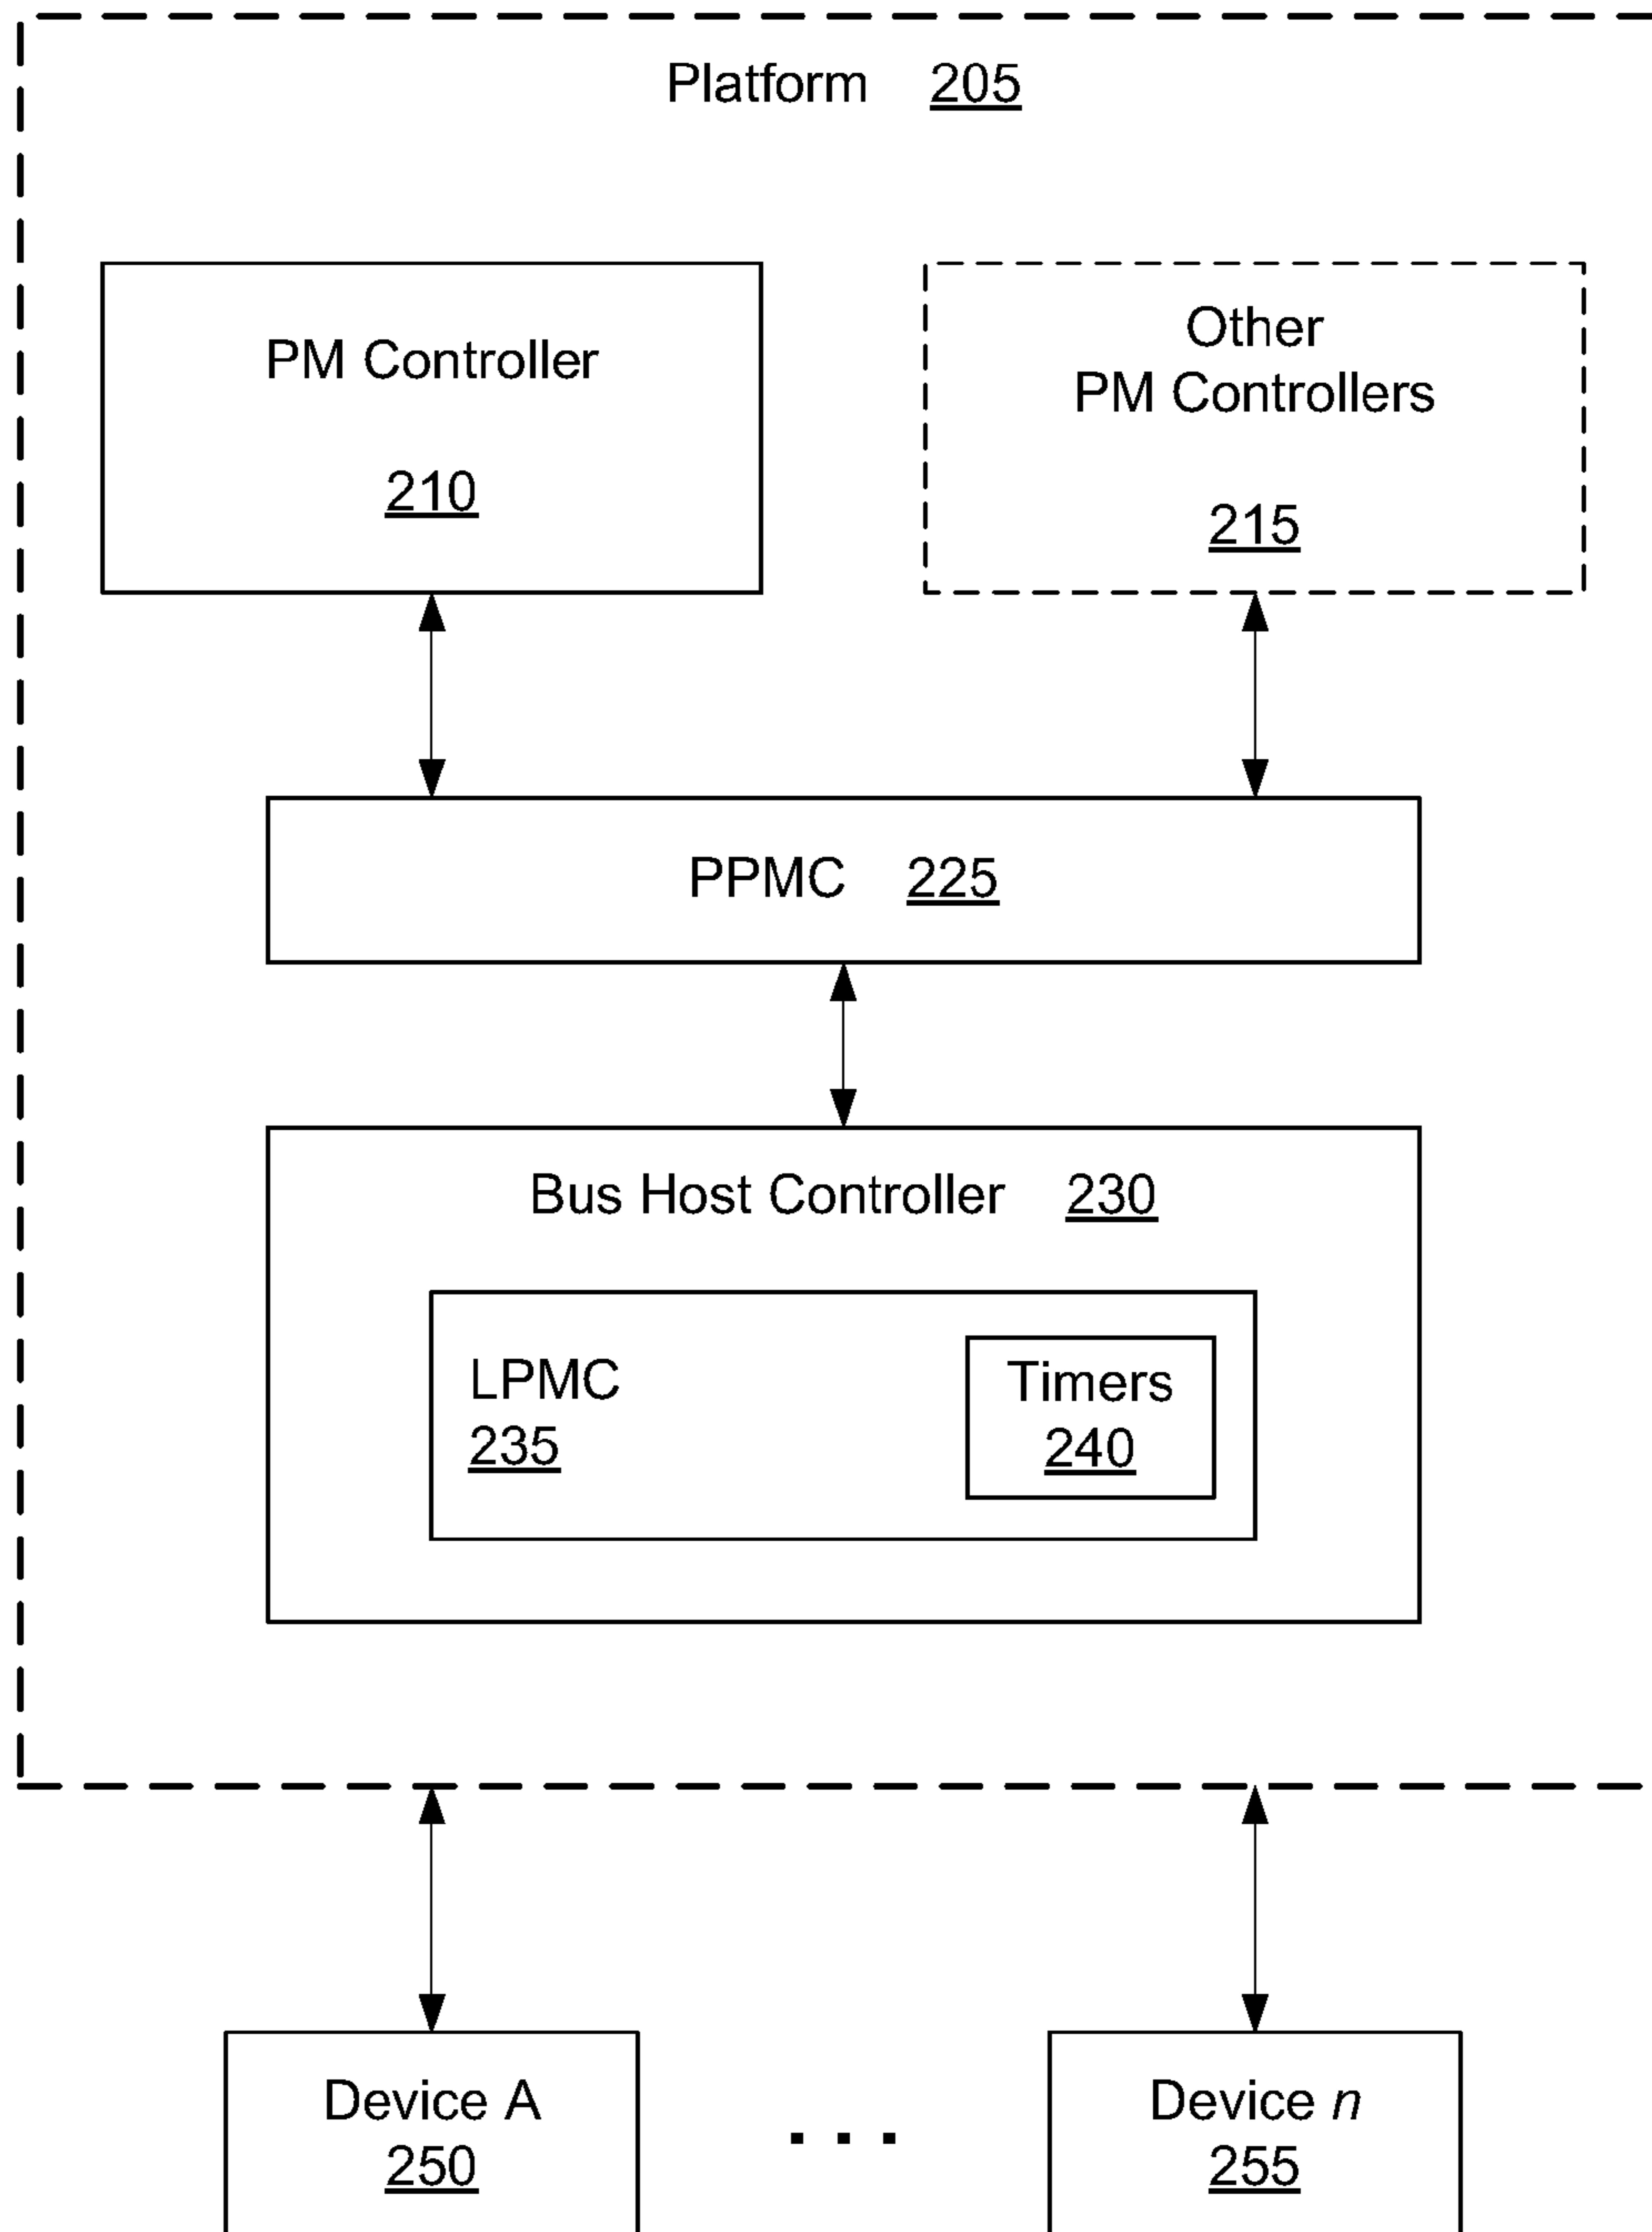 Platform 205
PM Controller
210
Other
PM Controllers
215
PPMC 225
Bus Host Controller 230
LPMC
235
Timers
240
Device A
250
. . .
Device n
255